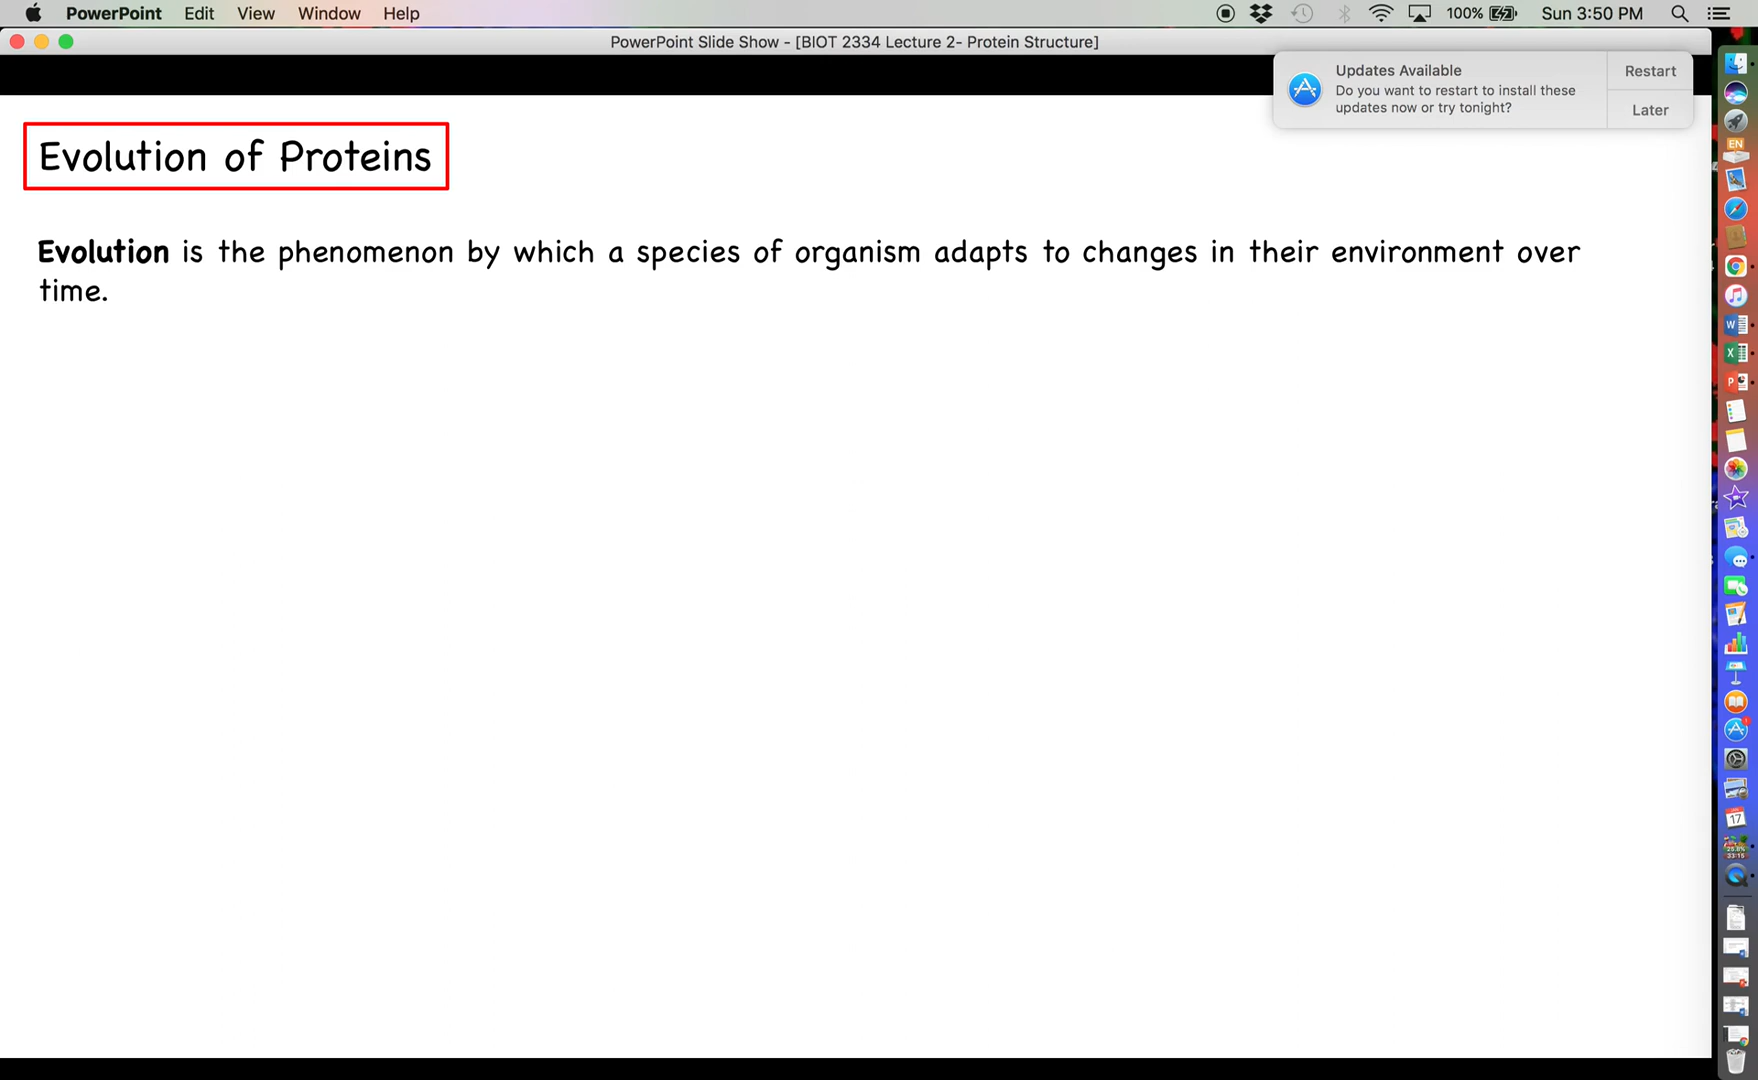 PowerPoint Edit View Window Help
100% Sun 3:50 PM
PowerPoint Slide Show - [BIOT 2334 Lecture 2- Protein Structure]
Updates Available
Do you want to restart to install these
updates now or try tonight?
Restart
Later
Evolution of Proteins
Evolution is the phenomenon by which a species of organism adapts to changes in their environment over
time.
EN
17